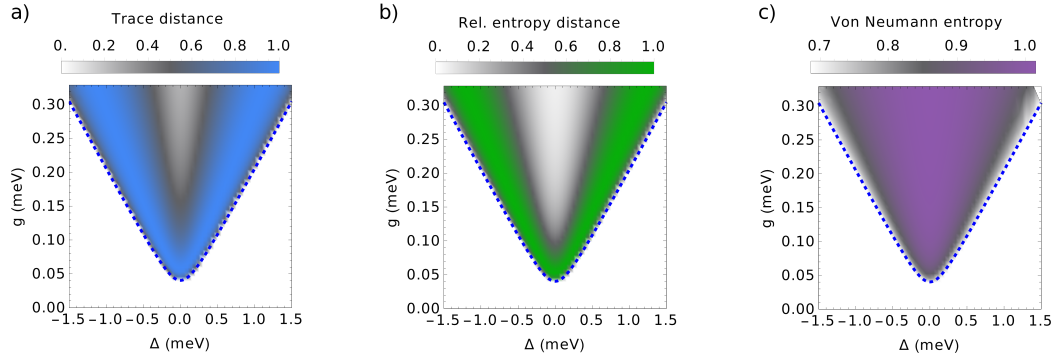 a)
Trace distance
0. 0.2 0.4 0.6 0.8 1.0
g (meV)
0.30
0.25
0.20
0.15
0.10
0.05
0.00
−1.5 −1.0 −0.5 0.0 0.5 1.0 1.5
Δ (meV)
b)
Rel. entropy distance
0. 0.2 0.4 0.6 0.8 1.0
g (meV)
0.30
0.25
0.20
0.15
0.10
0.05
0.00
−1.5 −1.0 −0.5 0.0 0.5 1.0 1.5
Δ (meV)
c)
Von Neumann entropy
0.7 0.8 0.9 1.0
g (meV)
0.30
0.25
0.20
0.15
0.10
0.05
0.00
−1.5 −1.0 −0.5 0.0 0.5 1.0 1.5
Δ (meV)